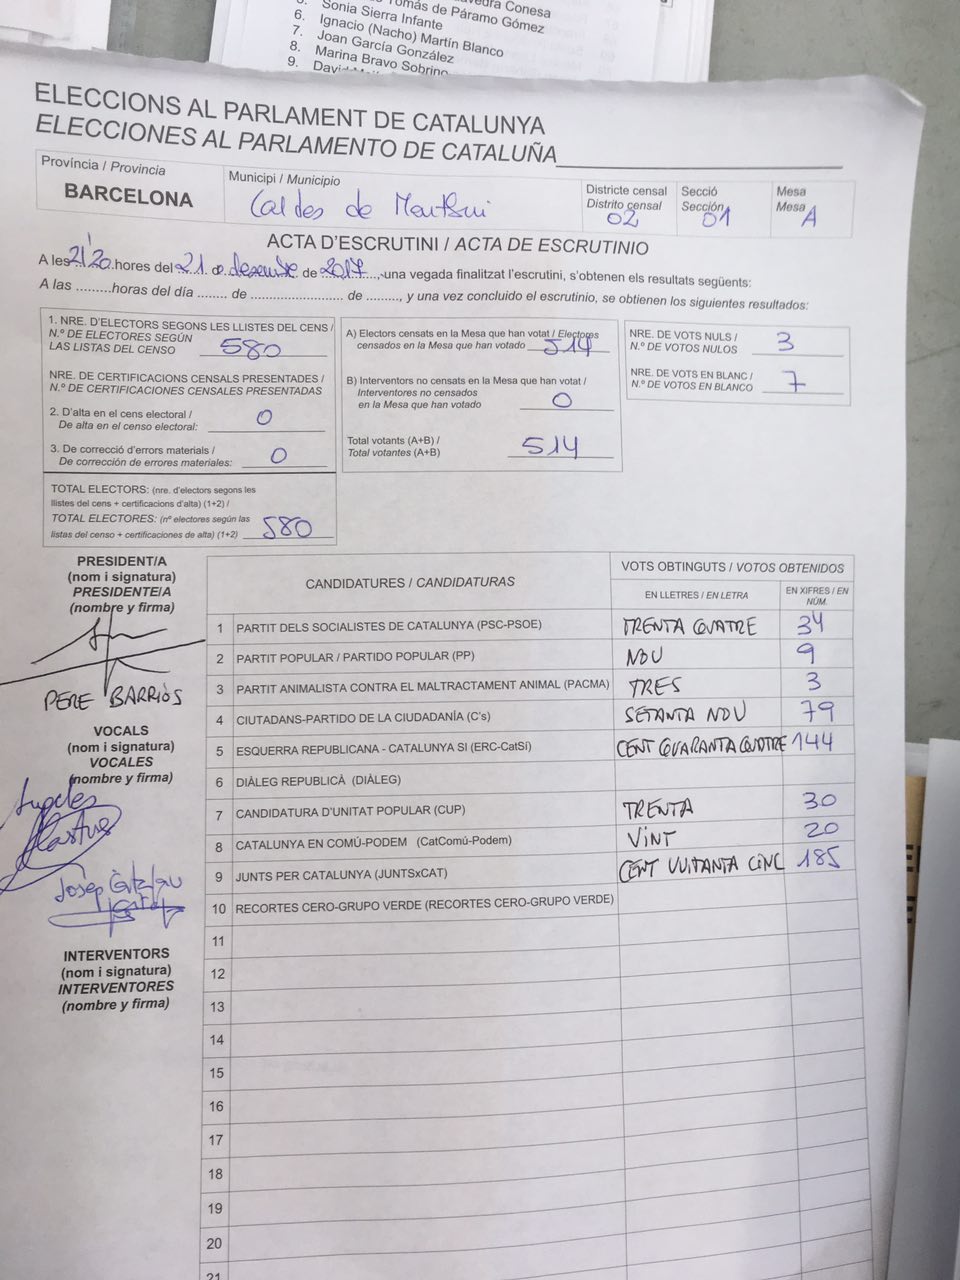 Saavedra Conesa
5. Tomás de Páramo Gómez
6. Sonia Sierra Infante
7. Ignacio (Nacho) Martín Blanco
8. Joan García González
9. Marina Bravo Sobrino
ELECCIONS AL PARLAMENT DE CATALUNYA
ELECCIONES AL PARLAMENTO DE CATALUÑA
Província / Provincia
BARCELONA
Municipi / Municipio
Caldes de Montbui
Districte censal
Distrito censal
02
Secció
Sección
01
Mesa
Mesa
A
ACTA D'ESCRUTINI / ACTA DE ESCRUTINIO
A les 21'20 hores del 21 de desembre de 2017, una vegada finalitzat l'escrutini, s'obtenen els resultats següents:
A las .........horas del día ........ de ......................... de ........., y una vez concluido el escrutinio, se obtienen los siguientes resultados:
1. NRE. D'ELECTORS SEGONS LES LLISTES DEL CENS /
N.º DE ELECTORES SEGÚN
LAS LISTAS DEL CENSO 580
NRE. DE CERTIFICACIONS CENSALS PRESENTADES /
N.º DE CERTIFICACIONES CENSALES PRESENTADAS
2. D'alta en el cens electoral /
De alta en el censo electoral: 0
3. De correcció d'errors materials /
De corrección de errores materiales: 0
TOTAL ELECTORS: (nre. d'electors segons les
llistes del cens + certificacions d'alta) (1+2) /
TOTAL ELECTORES: (nº electores según las
listas del censo + certificaciones de alta) (1+2) 580
A) Electors censats en la Mesa que han votat / Electores
censados en la Mesa que han votado 514
B) Interventors no censats en la Mesa que han votat /
Interventores no censados
en la Mesa que han votado 0
Total votants (A+B) /
Total votantes (A+B) 514
NRE. DE VOTS NULS /
N.º DE VOTOS NULOS 3
NRE. DE VOTS EN BLANC /
N.º DE VOTOS EN BLANCO 7
PRESIDENT/A
(nom i signatura)
PRESIDENTE/A
(nombre y firma)
PERE BARRIOS
VOCALS
(nom i signatura)
VOCALES
(nombre y firma)
Josep Català
INTERVENTORS
(nom i signatura)
INTERVENTORES
(nombre y firma)
CANDIDATURES / CANDIDATURAS
VOTS OBTINGUTS / VOTOS OBTENIDOS
EN LLETRES / EN LETRA
EN XIFRES / EN NÚM.
1 PARTIT DELS SOCIALISTES DE CATALUNYA (PSC-PSOE) TRENTA QUATRE 34
2 PARTIT POPULAR / PARTIDO POPULAR (PP) NOU 9
3 PARTIT ANIMALISTA CONTRA EL MALTRACTAMENT ANIMAL (PACMA) TRES 3
4 CIUTADANS-PARTIDO DE LA CIUDADANÍA (C's) SETANTA NOU 79
5 ESQUERRA REPUBLICANA - CATALUNYA SI (ERC-CatSí) CENT QUARANTA QUATRE 144
6 DIÀLEG REPUBLICÀ (DIÀLEG)
7 CANDIDATURA D'UNITAT POPULAR (CUP) TRENTA 30
8 CATALUNYA EN COMÚ-PODEM (CatComú-Podem) VINT 20
9 JUNTS PER CATALUNYA (JUNTSxCAT) CENT VUITANTA CINC 185
10 RECORTES CERO-GRUPO VERDE (RECORTES CERO-GRUPO VERDE)
11
12
13
14
15
16
17
18
19
20
21